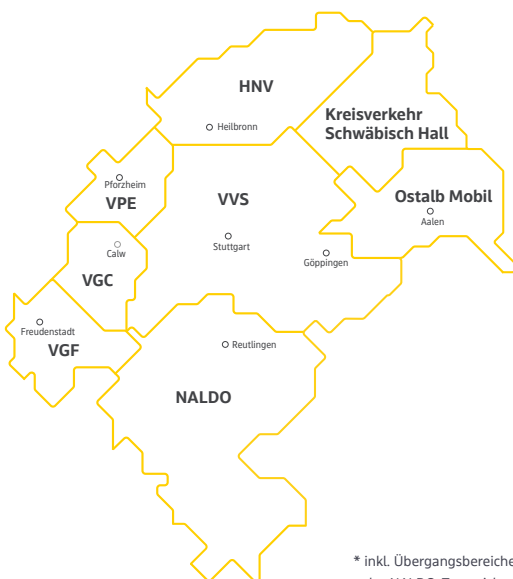 HNV
Heilbronn
Kreisverkehr
Schwäbisch Hall
Pforzheim
VPE
VVS
Ostalb Mobil
Aalen
Stuttgart
Calw
Göppingen
VGC
Freudenstadt
VGF
Reutlingen
NALDO
* inkl. Übergangsbereiche